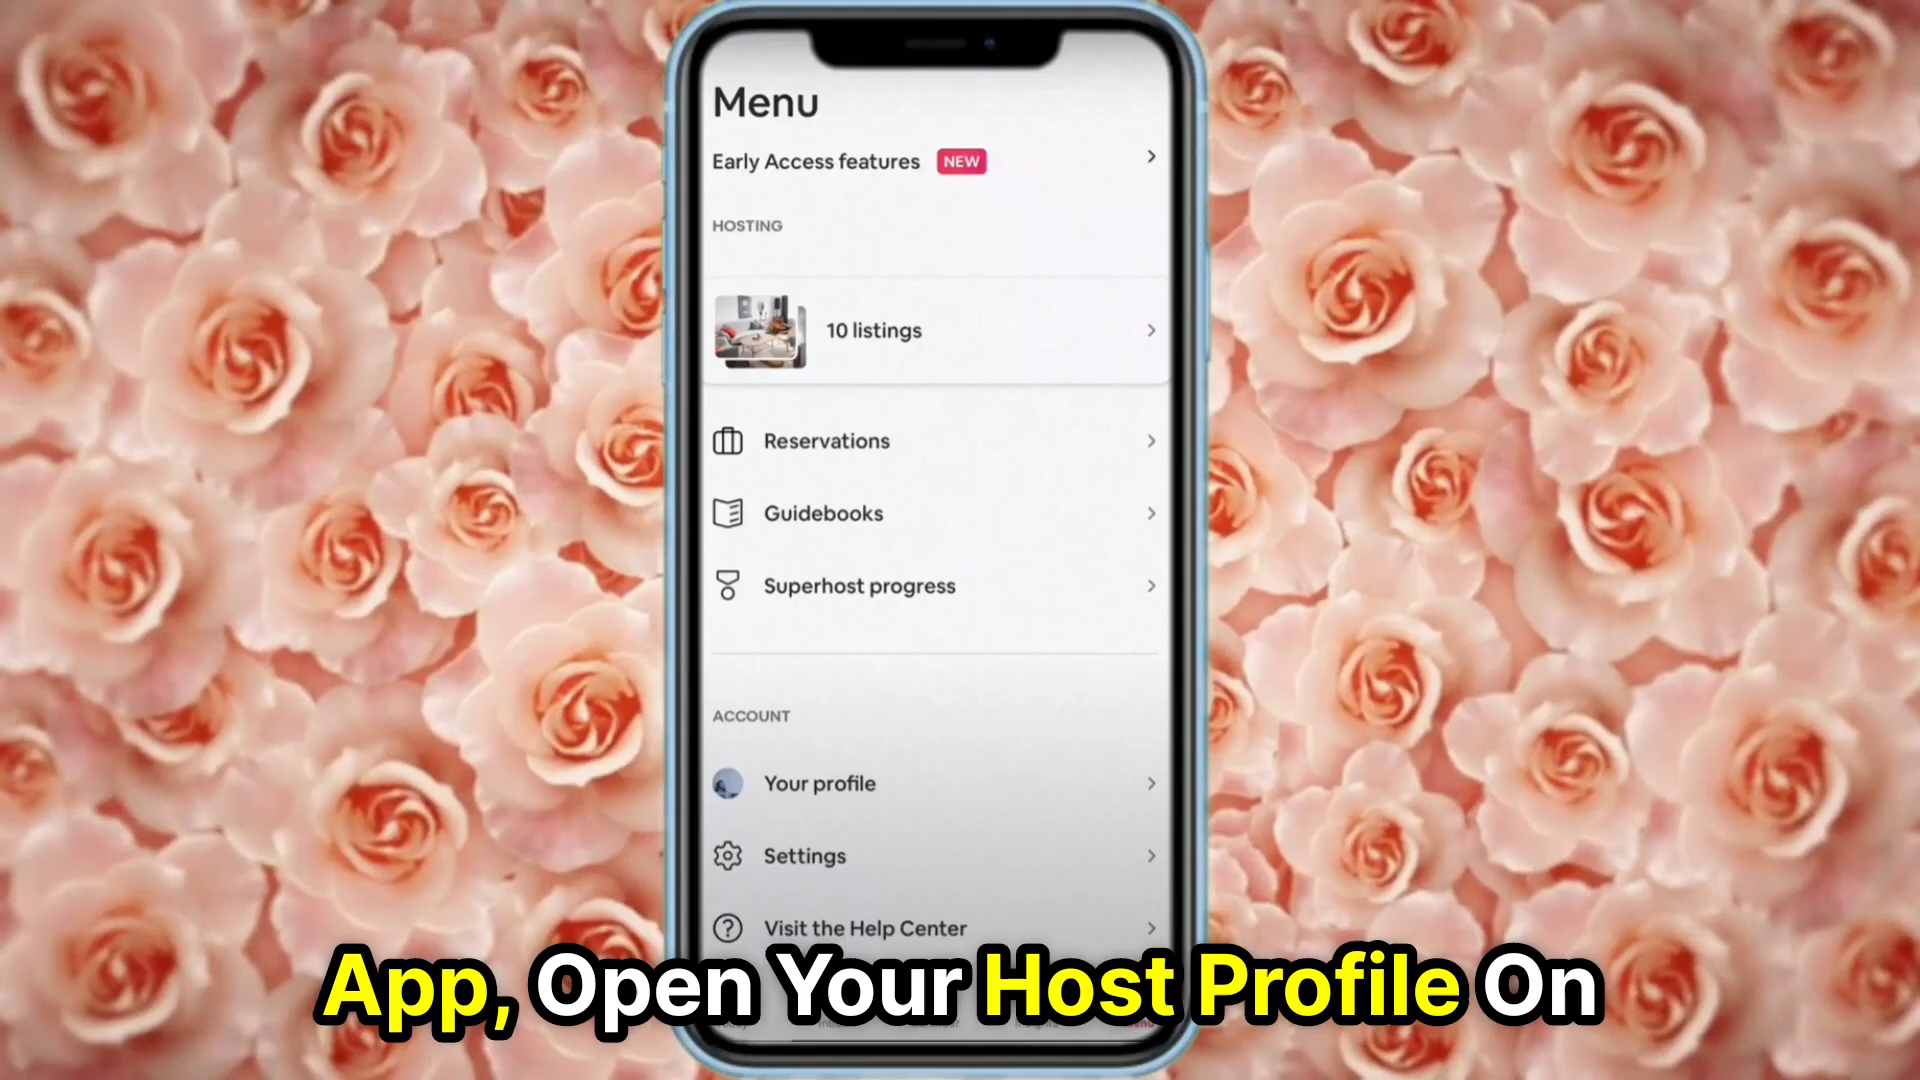 Menu
Early Access features NEW
HOSTING
10 listings
Reservations
Guidebooks
Superhost progress
ACCOUNT
Your profile
Settings
Visit the Help Center
App, Open Your Host Profile On